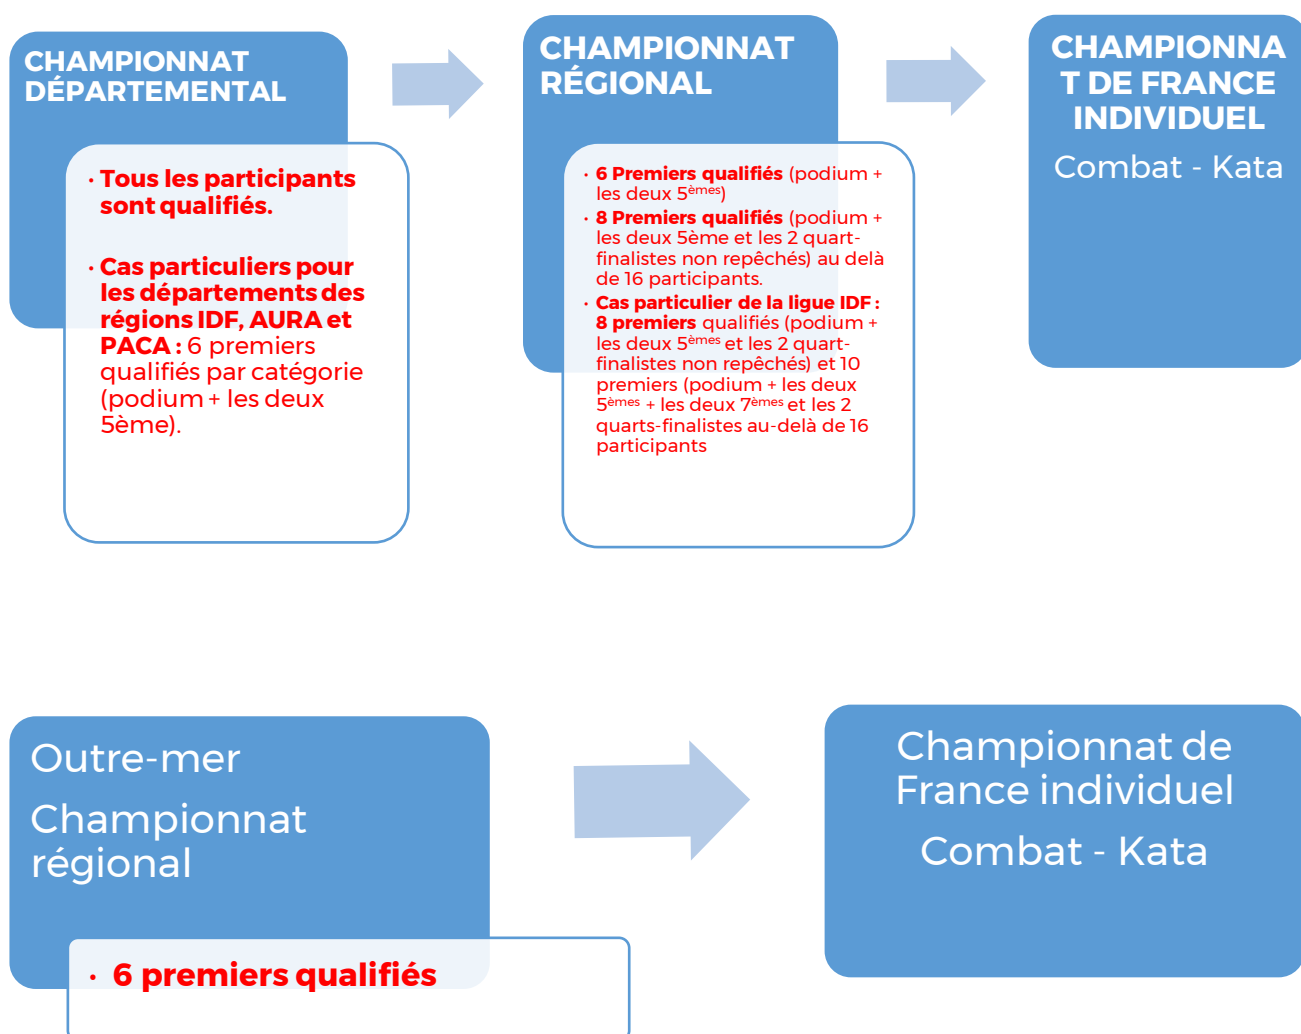 CHAMPIONNAT
DÉPARTEMENTAL
· Tous les participants
sont qualifiés.
· Cas particuliers pour
les départements des
régions IDF, AURA et
PACA : 6 premiers
qualifiés par catégorie
(podium + les deux
5ème).
CHAMPIONNAT
RÉGIONAL
· 6 Premiers qualifiés (podium +
les deux 5èmes)
· 8 Premiers qualifiés (podium +
les deux 5ème et les 2 quart-
finalistes non repêchés) au delà
de 16 participants.
· Cas particulier de la ligue IDF :
8 premiers qualifiés (podium +
les deux 5èmes et les 2 quart-
finalistes non repêchés) et 10
premiers (podium + les deux
5èmes + les deux 7èmes et les 2
quarts-finalistes au-delà de 16
participants
CHAMPIONNA
T DE FRANCE
INDIVIDUEL
Combat - Kata
Outre-mer
Championnat
régional
· 6 premiers qualifiés
Championnat de
France individuel
Combat - Kata